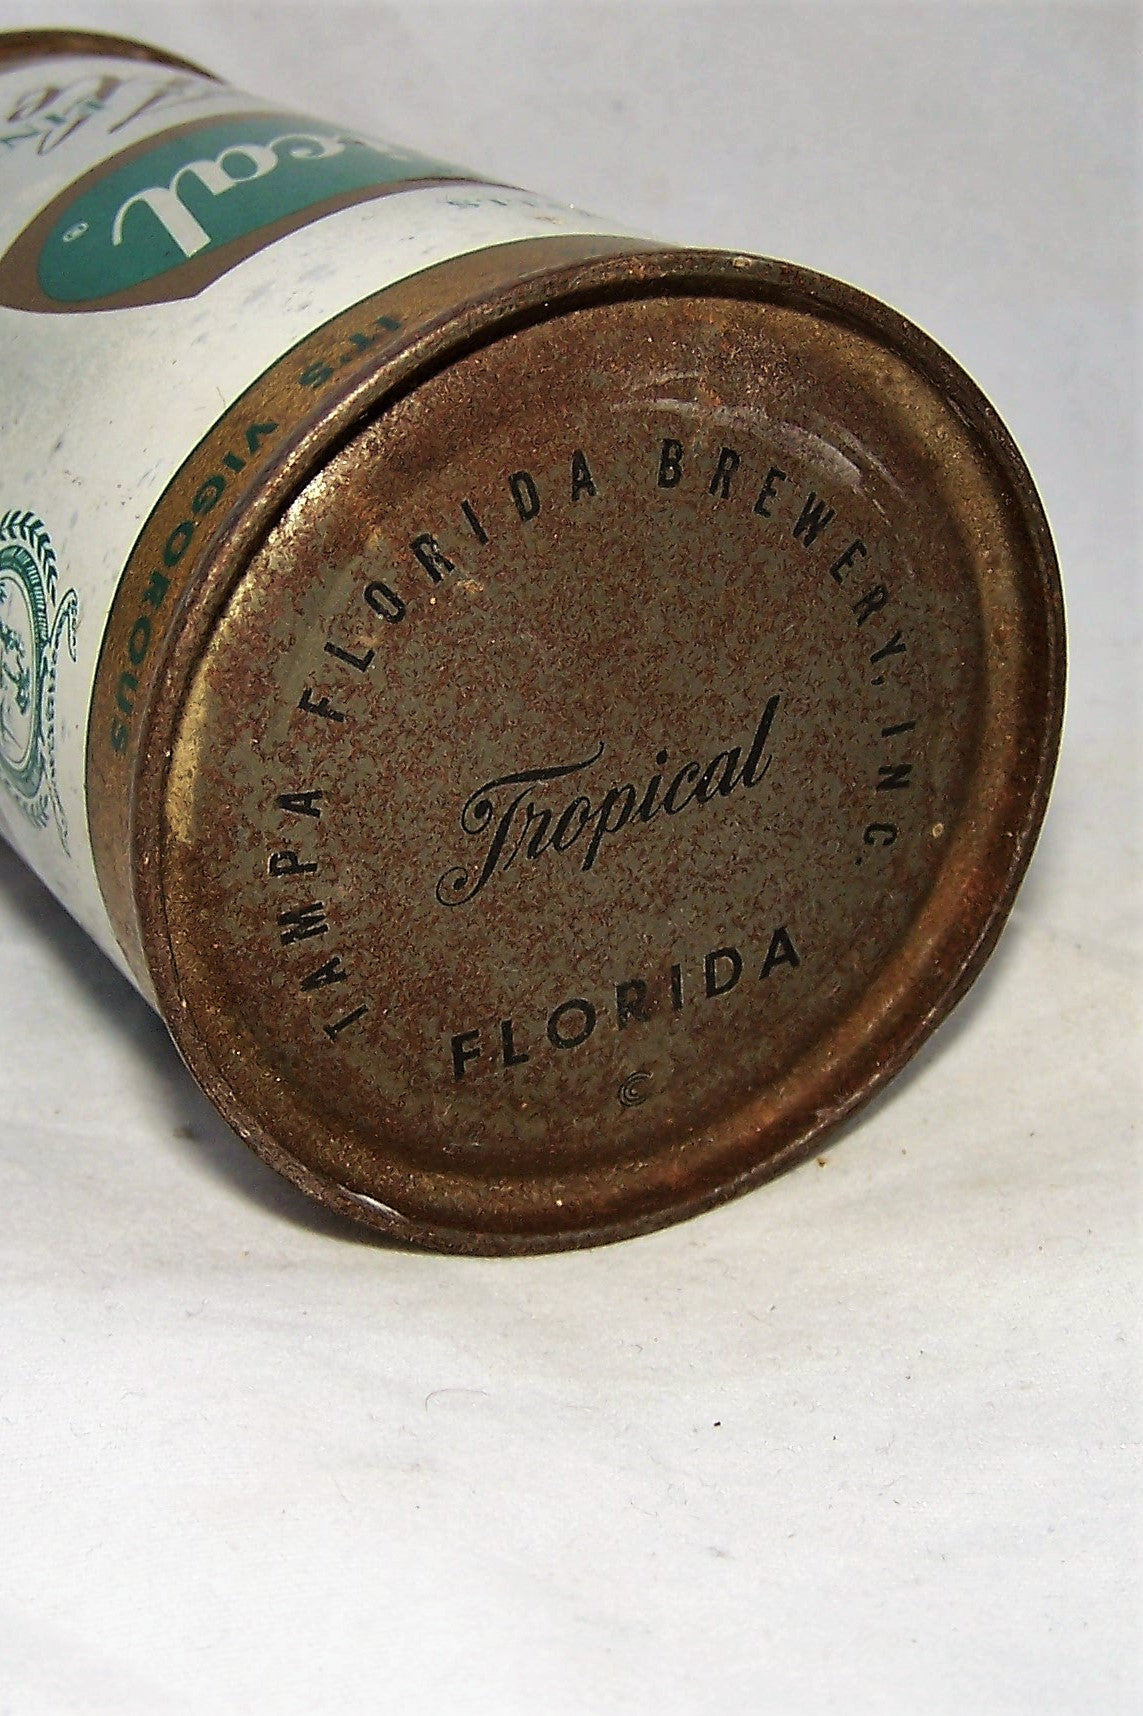 TAMPA FLORIDA BREWERY, INC.
Tropical
FLORIDA
©
IT'S VIGOROUS
®